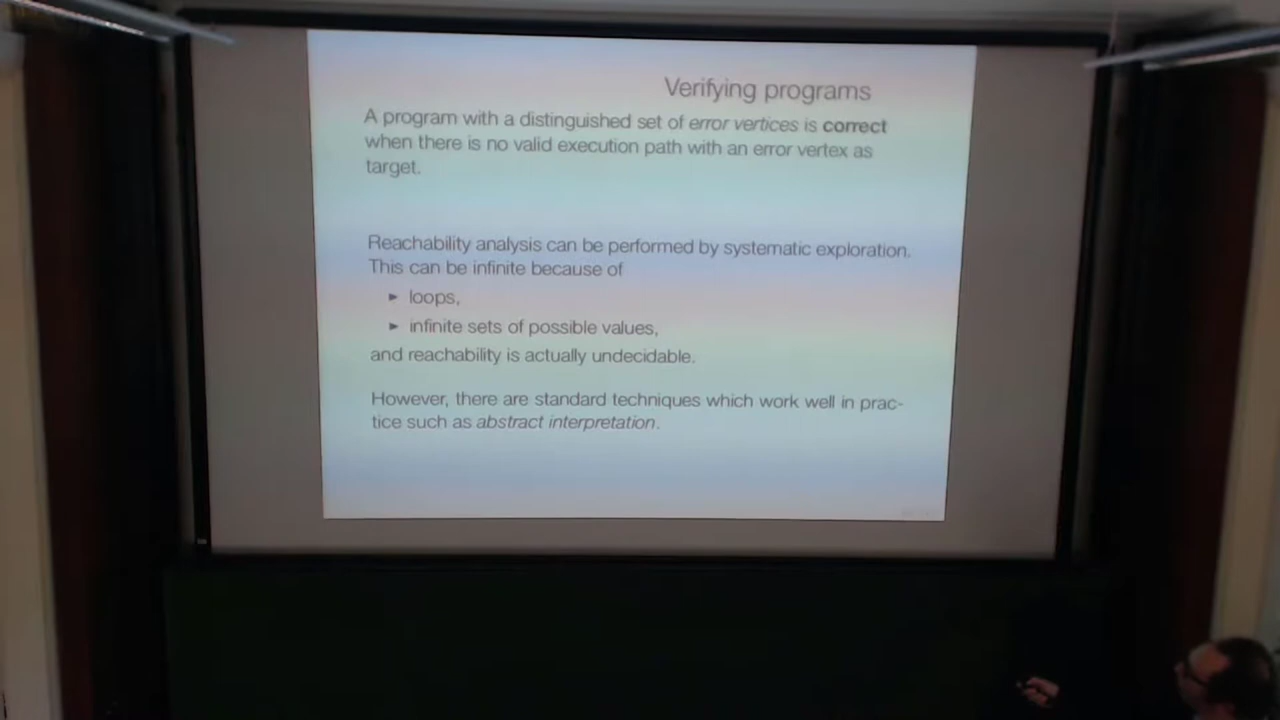 Verifying programs
A program with a distinguished set of error vertices is correct
when there is no valid execution path with an error vertex as
target.
Reachability analysis can be performed by systematic exploration.
This can be infinite because of
► loops,
► infinite sets of possible values,
and reachability is actually undecidable.
However, there are standard techniques which work well in prac-
tice such as abstract interpretation.